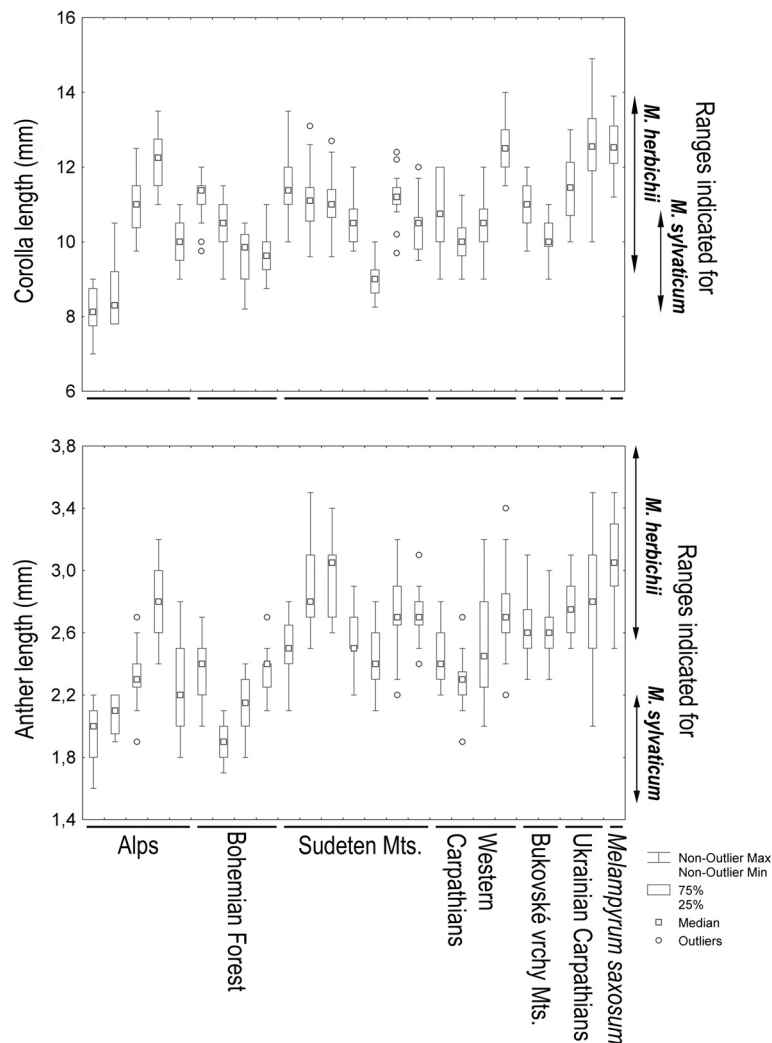 16
14
12
10
8
6
Corolla length (mm)
M. herbichii
M. sylvaticum
Ranges indicated for
3,8
3,4
3,0
2,6
2,2
1,8
1,4
Anther length (mm)
M. herbichii
M. sylvaticum
Ranges indicated for
Alps
Bohemian Forest
Sudeten Mts.
Western
Carpathians
Bukovské vrchy Mts.
Ukrainian Carpathians
Melampyrum saxosum
Non-Outlier Max
Non-Outlier Min
75%
25%
Median
Outliers